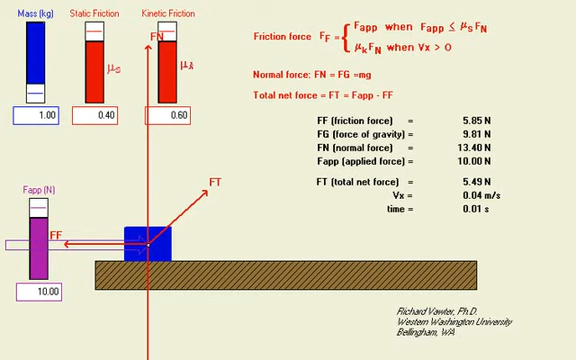 Mass (kg) Static Friction Kinetic Friction
FN
μs μk
1.00 0.40 0.60
Friction force FF = { Fapp when Fapp ≤ μsFN
μkFN when Vx > 0
Normal force: FN = FG =mg
Total net force = FT = Fapp - FF
FF (friction force) = 5.85 N
FG (force of gravity) = 9.81 N
FN (normal force) = 13.40 N
Fapp (applied force) = 10.00 N
FT (total net force) = 5.49 N
Vx = 0.04 m/s
time = 0.01 s
Fapp (N)
FT
FF
10.00
Richard Vawter, Ph.D.
Western Washington University
Bellingham, WA